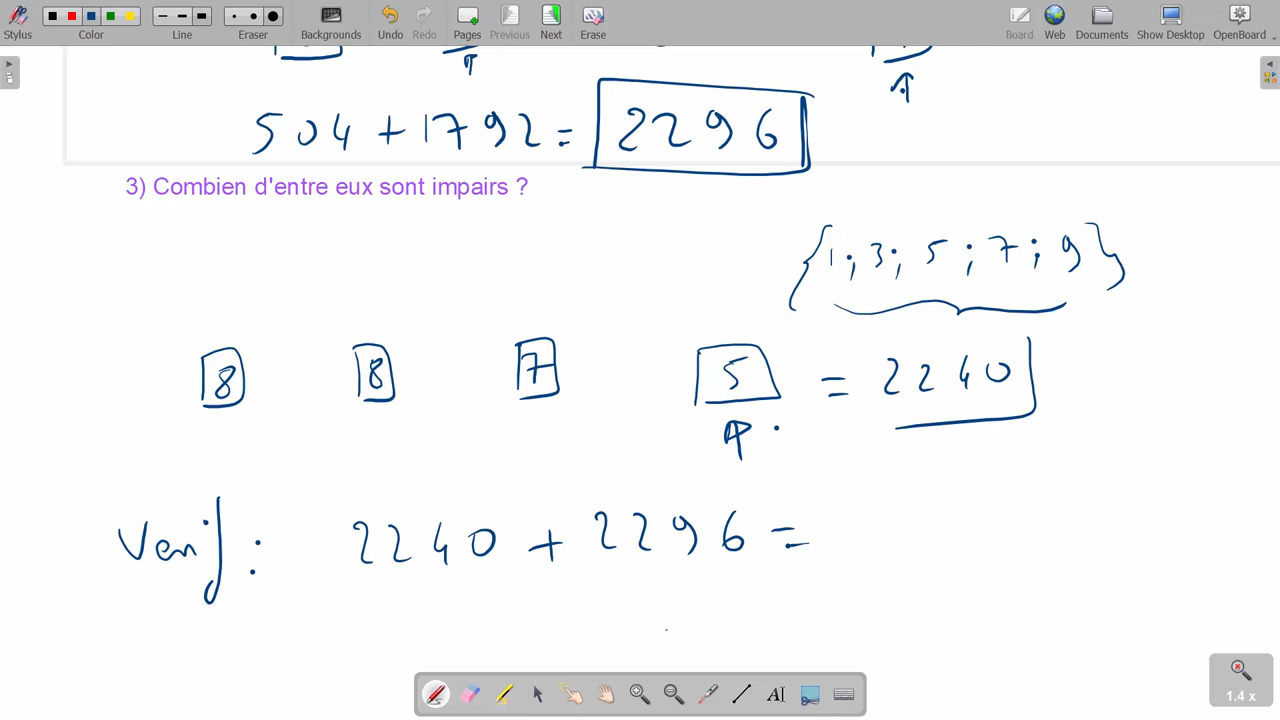 Stylus Color Line Eraser Backgrounds Undo Redo Pages Previous Next Erase Board Web Documents Show Desktop OpenBoard
504 + 1792 = 2296
3) Combien d'entre eux sont impairs ?
{1; 3; 5; 7; 9}
8 8 7 5 = 2240
Verif : 2240 + 2296 =
1.4 x